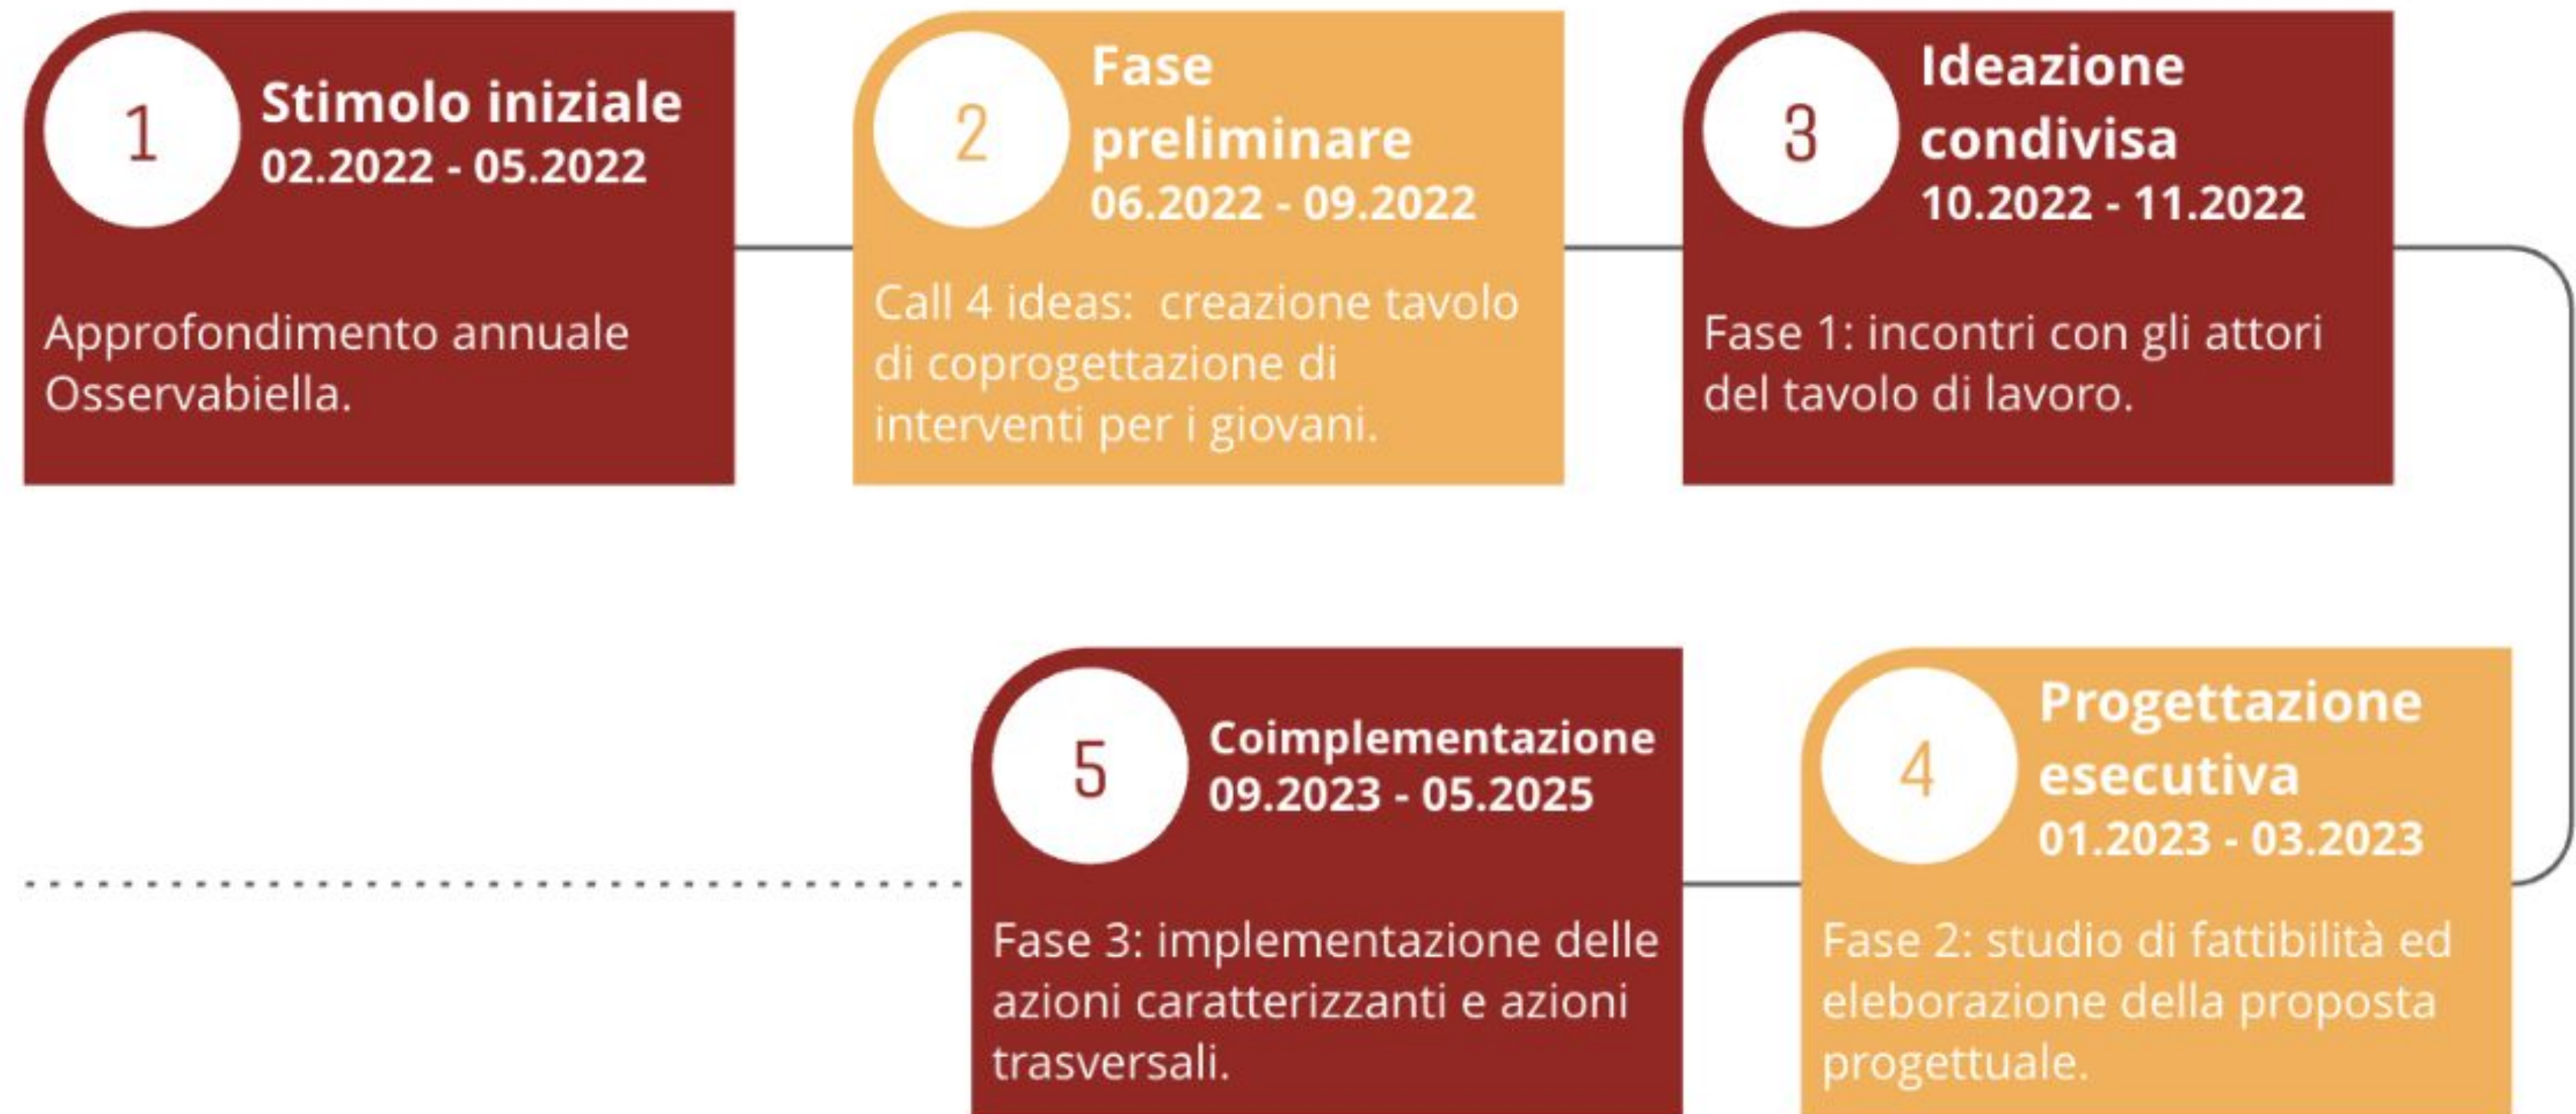 1
Stimolo iniziale
02.2022 - 05.2022
Approfondimento annuale
Osservabiella.
2
Fase
preliminare
06.2022 - 09.2022
Call 4 ideas:  creazione tavolo
di coprogettazione di
interventi per i giovani.
3
Ideazione
condivisa
10.2022 - 11.2022
Fase 1: incontri con gli attori
del tavolo di lavoro.
4
Progettazione
esecutiva
01.2023 - 03.2023
Fase 2: studio di fattibilità ed
eleborazione della proposta
progettuale.
5
Coimplementazione
09.2023 - 05.2025
Fase 3: implementazione delle
azioni caratterizzanti e azioni
trasversali.